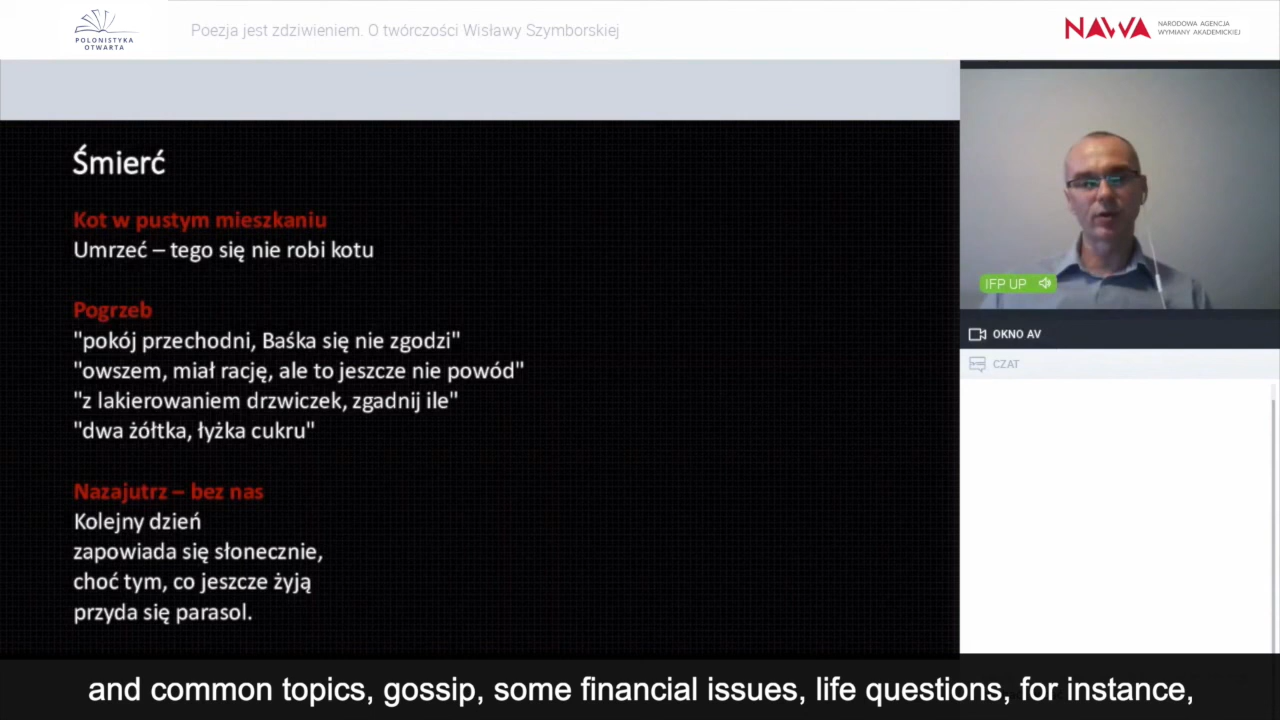 POLONISTYKA
OTWARTA
Poezja jest zdziwieniem. O twórczości Wisławy Szymborskiej
NAWA
NARODOWA AGENCJA
WYMIANY AKADEMICKIEJ
Śmierć
Kot w pustym mieszkaniu
Umrzeć – tego się nie robi kotu
Pogrzeb
"pokój przechodni, Baśka się nie zgodzi"
"owszem, miał rację, ale to jeszcze nie powód"
"z lakierowaniem drzwiczek, zgadnij ile"
"dwa żółtka, łyżka cukru"
Nazajutrz – bez nas
Kolejny dzień
zapowiada się słonecznie,
choć tym, co jeszcze żyją
przyda się parasol.
IFP UP
OKNO AV
CZAT
and common topics, gossip, some financial issues, life questions, for instance,